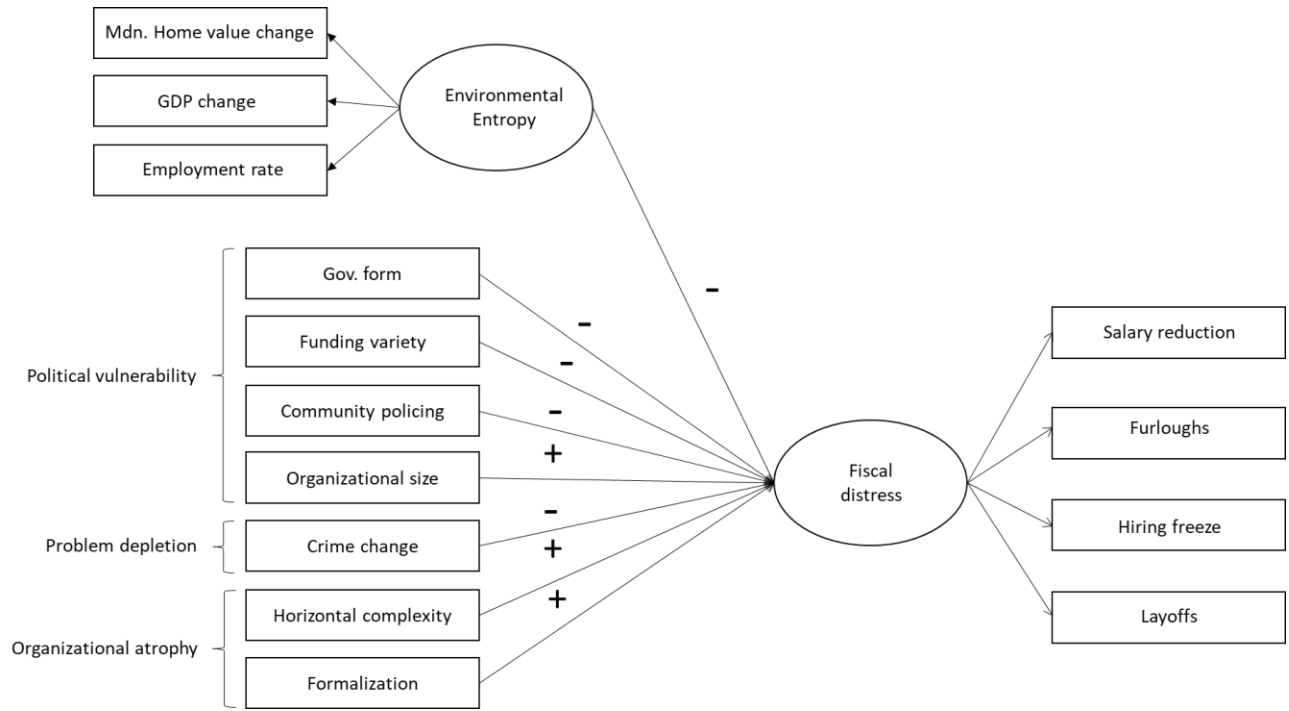 Mdn. Home value change
GDP change
Employment rate
Environmental
Entropy
Political vulnerability
Gov. form
Funding variety
Community policing
Organizational size
Problem depletion
Crime change
Organizational atrophy
Horizontal complexity
Formalization
-
-
-
-
+
-
+
+
Fiscal
distress
Salary reduction
Furloughs
Hiring freeze
Layoffs